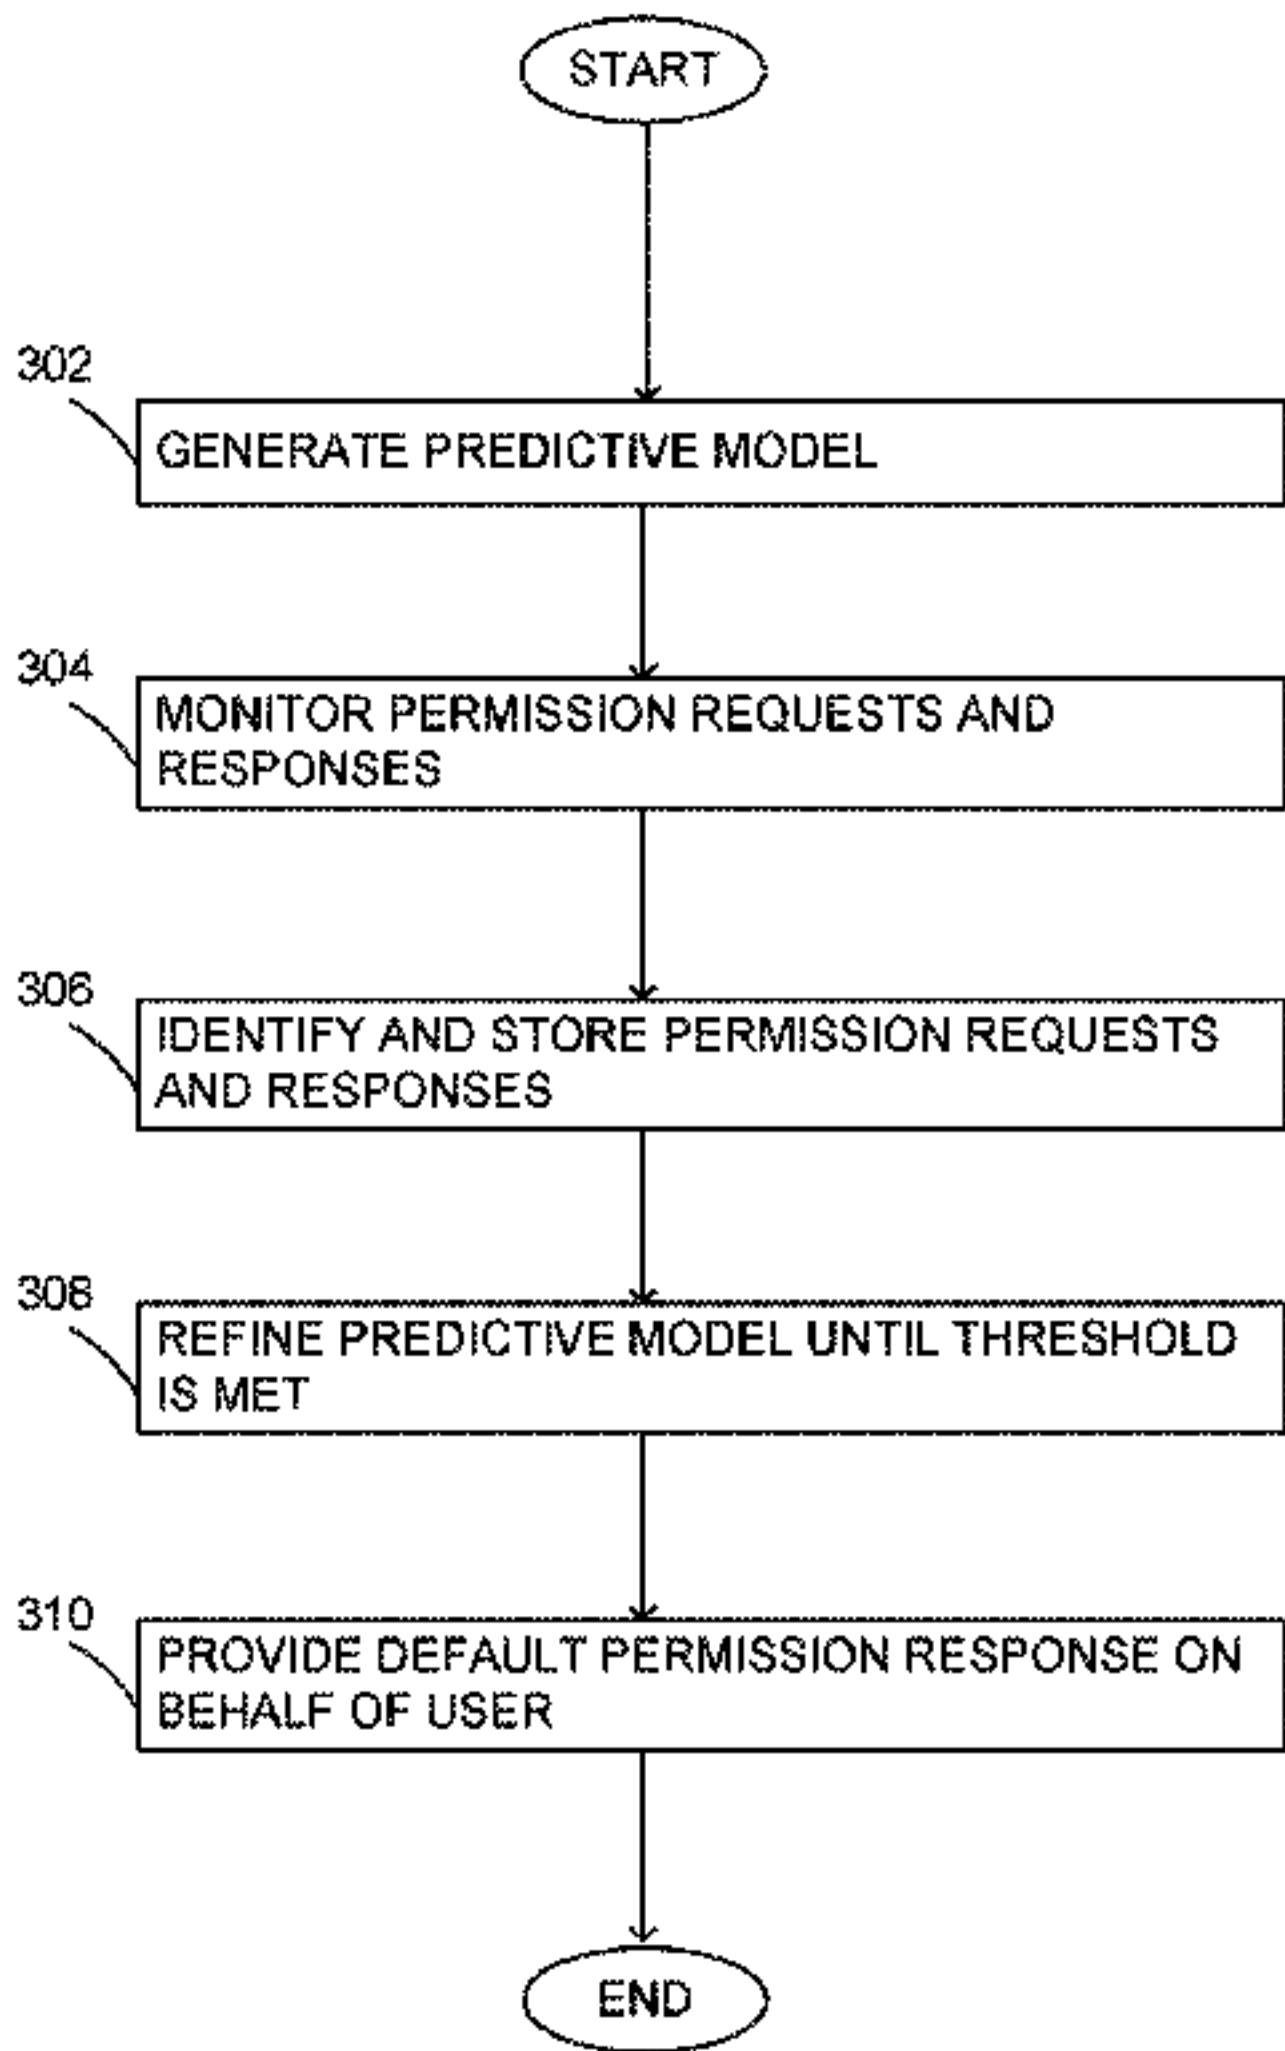 START
302
GENERATE PREDICTIVE MODEL
304
MONITOR PERMISSION REQUESTS AND
RESPONSES
306
IDENTIFY AND STORE PERMISSION REQUESTS
AND RESPONSES
308
REFINE PREDICTIVE MODEL UNTIL THRESHOLD
IS MET
310
PROVIDE DEFAULT PERMISSION RESPONSE ON
BEHALF OF USER
END